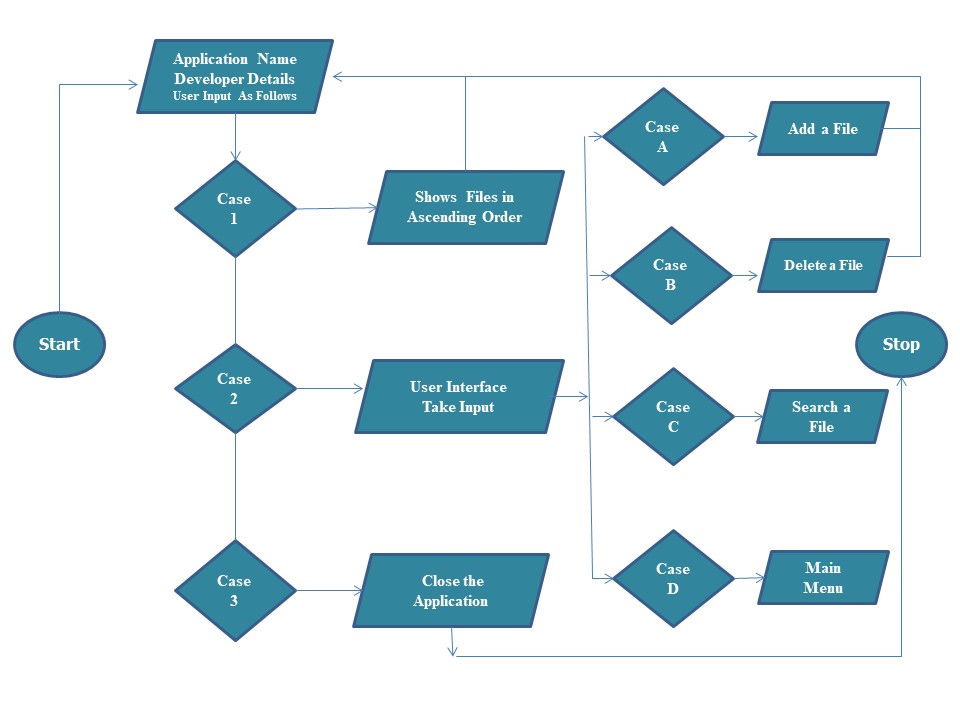 Application Name
Developer Details
User Input As Follows
Case
1
Shows Files in
Ascending Order
Case
A
Add a File
Case
B
Delete a File
Start
Stop
Case
2
User Interface
Take Input
Case
C
Search a
File
Case
3
Close the
Application
Case
D
Main
Menu